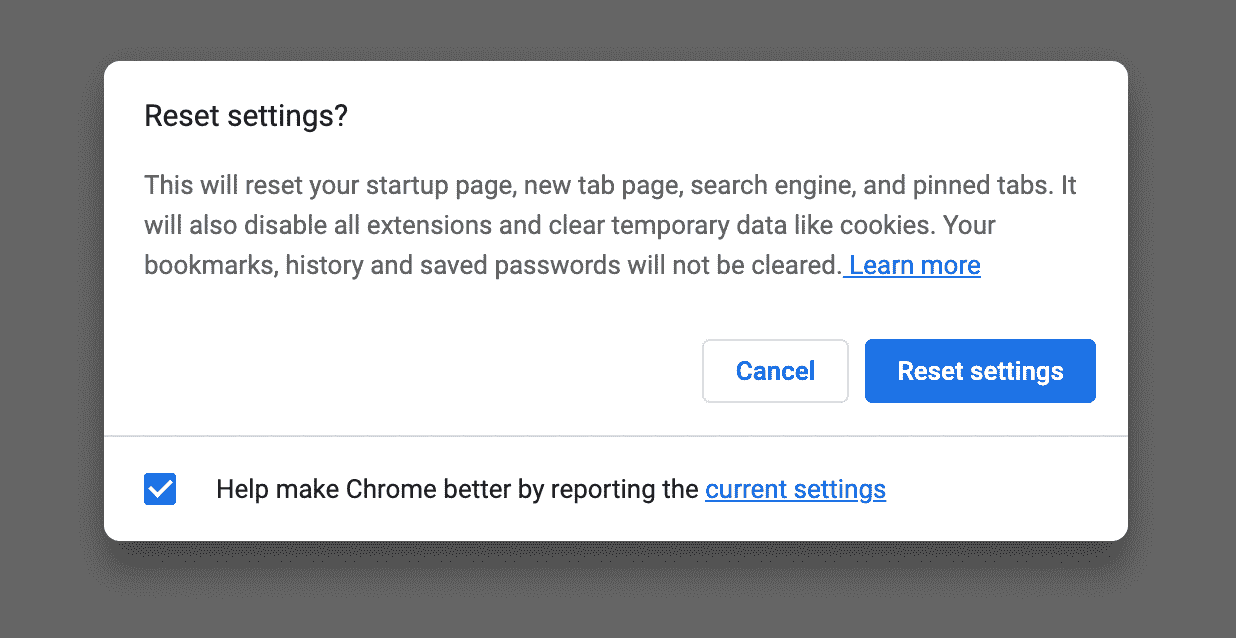 Reset settings?
This will reset your startup page, new tab page, search engine, and pinned tabs. It
will also disable all extensions and clear temporary data like cookies. Your
bookmarks, history and saved passwords will not be cleared. Learn more
Cancel
Reset settings
Help make Chrome better by reporting the current settings